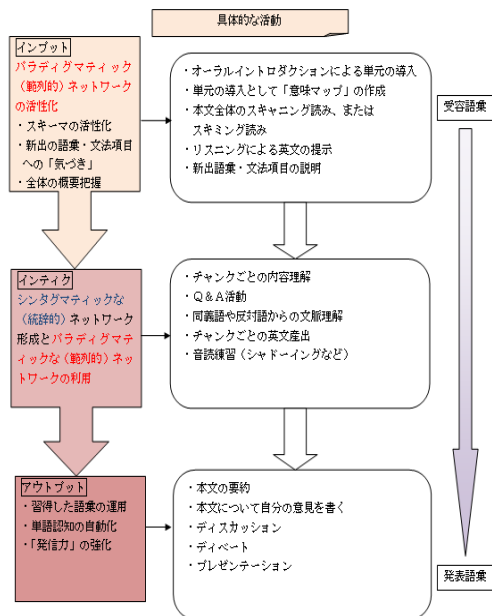 具体的な活動
インプット
パラディグマティック
（範列的）ネットワーク
の活性化
・スキーマの活性化
・新出の語彙・文法項目
への「気づき」
・全体の概要把握
・オーラルイントロダクションによる単元の導入
・単元の導入として「意味マップ」の作成
・本文全体のスキャニング読み、または
スキミング読み
・リスニングによる英文の提示
・新出語彙・文法項目の説明
受容語彙
インテイク
シンタグマティックな
（統辞的）ネットワーク
形成とパラディグマティ
ックな（範列的）ネット
ワークの利用
・チャンクごとの内容理解
・Q＆A活動
・同義語や反対語からの文脈理解
・チャンクごとの英文産出
・音読練習（シャドーイングなど）
アウトプット
・習得した語彙の運用
・単語認知の自動化
・「発信力」の強化
・本文の要約
・本文について自分の意見を書く
・ディスカッション
・ディベート
・プレゼンテーション
発表語彙